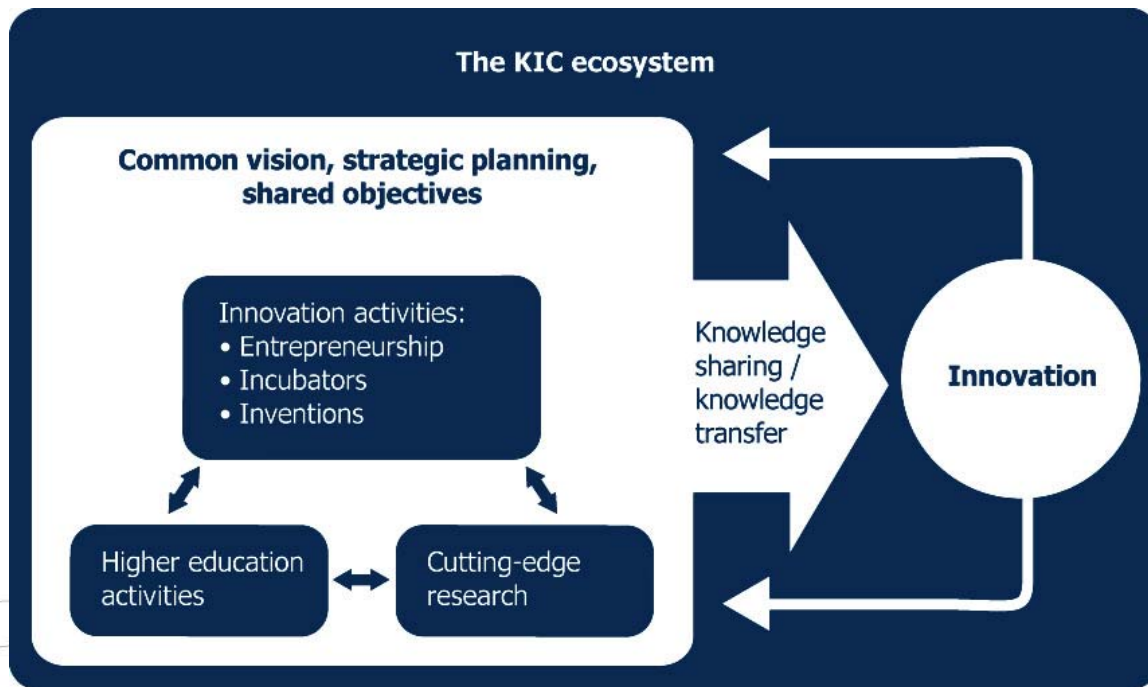 The KIC ecosystem
Common vision, strategic planning,
shared objectives
Innovation activities:
• Entrepreneurship
• Incubators
• Inventions
Higher education
activities
Cutting-edge
research
Knowledge
sharing /
knowledge
transfer
Innovation